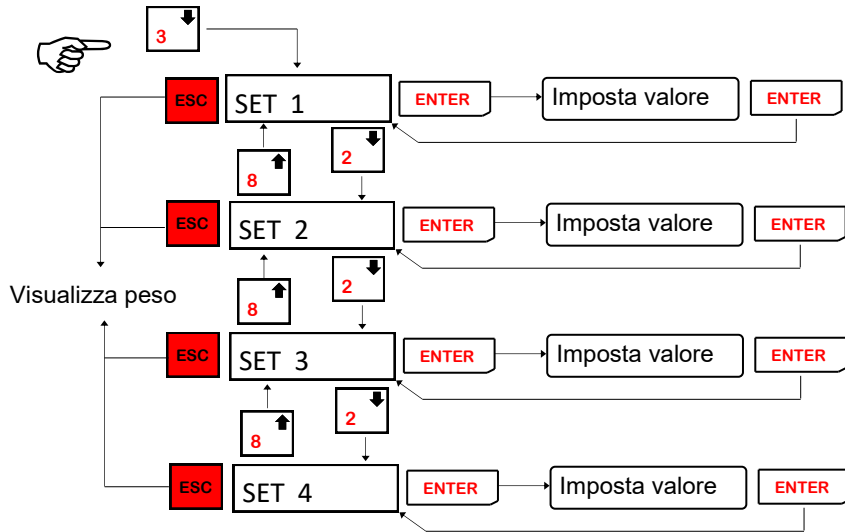 3
ESC SET 1 ENTER Imposta valore ENTER
8 2
ESC SET 2 ENTER Imposta valore ENTER
8 2
Visualizza peso
ESC SET 3 ENTER Imposta valore ENTER
8 2
ESC SET 4 ENTER Imposta valore ENTER